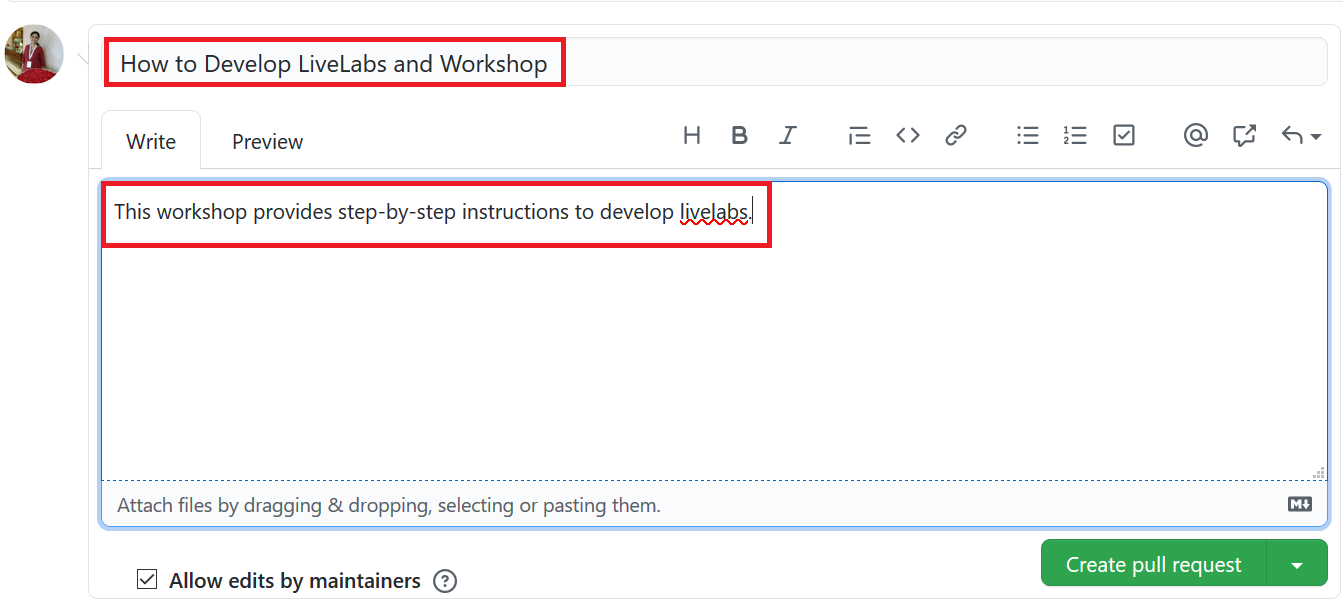 How to Develop LiveLabs and Workshop
Write Preview H B I
This workshop provides step-by-step instructions to develop livelabs.
Attach files by dragging & dropping, selecting or pasting them.
Allow edits by maintainers ?
Create pull request